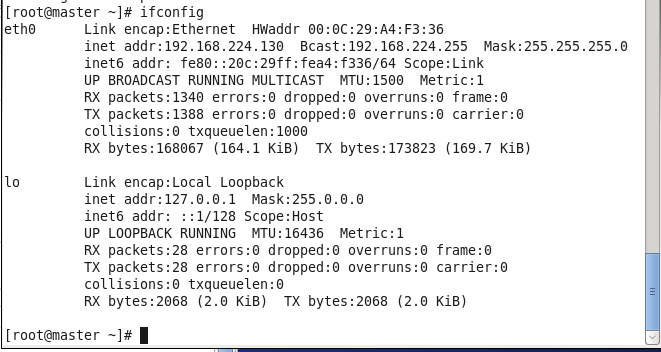 [root@master ~]# ifconfig
eth0      Link encap:Ethernet  HWaddr 00:0C:29:A4:F3:36
          inet addr:192.168.224.130  Bcast:192.168.224.255  Mask:255.255.255.0
          inet6 addr: fe80::20c:29ff:fea4:f336/64 Scope:Link
          UP BROADCAST RUNNING MULTICAST  MTU:1500  Metric:1
          RX packets:1340 errors:0 dropped:0 overruns:0 frame:0
          TX packets:1388 errors:0 dropped:0 overruns:0 carrier:0
          collisions:0 txqueuelen:1000
          RX bytes:168067 (164.1 KiB)  TX bytes:173823 (169.7 KiB)
lo        Link encap:Local Loopback
          inet addr:127.0.0.1  Mask:255.0.0.0
          inet6 addr: ::1/128 Scope:Host
          UP LOOPBACK RUNNING  MTU:16436  Metric:1
          RX packets:28 errors:0 dropped:0 overruns:0 frame:0
          TX packets:28 errors:0 dropped:0 overruns:0 carrier:0
          collisions:0 txqueuelen:0
          RX bytes:2068 (2.0 KiB)  TX bytes:2068 (2.0 KiB)
[root@master ~]#